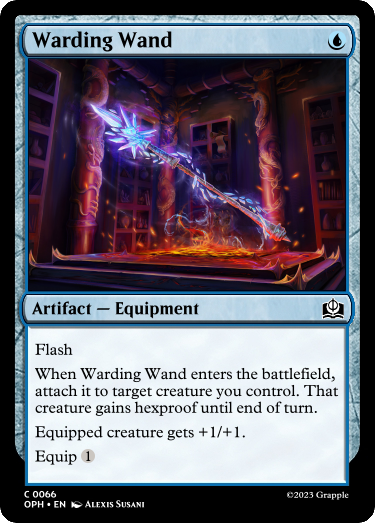 Warding Wand
Artifact — Equipment
Flash
When Warding Wand enters the battlefield,
attach it to target creature you control. That
creature gains hexproof until end of turn.
Equipped creature gets +1/+1.
Equip 1
C 0066
OPH • EN Alexis Susani
©2023 Grapple